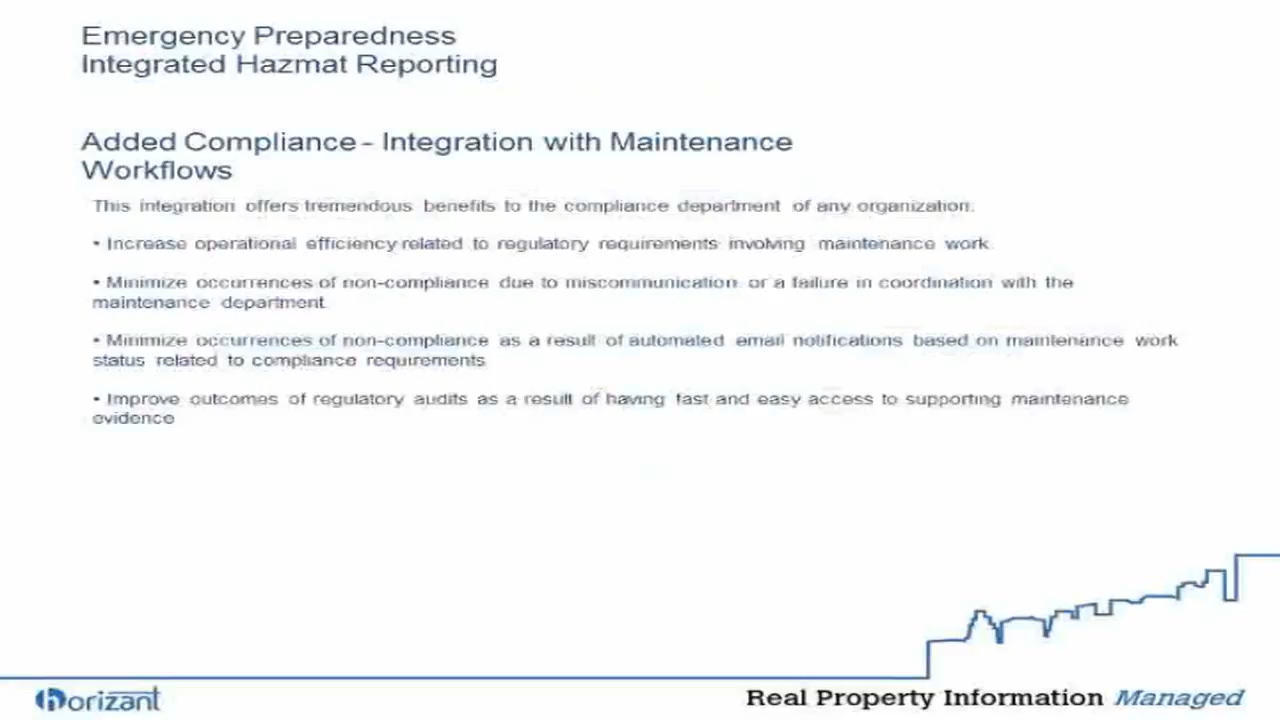 Emergency Preparedness
Integrated Hazmat Reporting
Added Compliance - Integration with Maintenance
Workflows
This integration offers tremendous benefits to the compliance department of any organization.
• Increase operational efficiency related to regulatory requirements involving maintenance work
• Minimize occurrences of non-compliance due to miscommunication or a failure in coordination with the
maintenance department
• Minimize occurrences of non-compliance as a result of automated email notifications based on maintenance work
status related to compliance requirements
• Improve outcomes of regulatory audits as a result of having fast and easy access to supporting maintenance
evidence
horizant
Real Property Information Managed